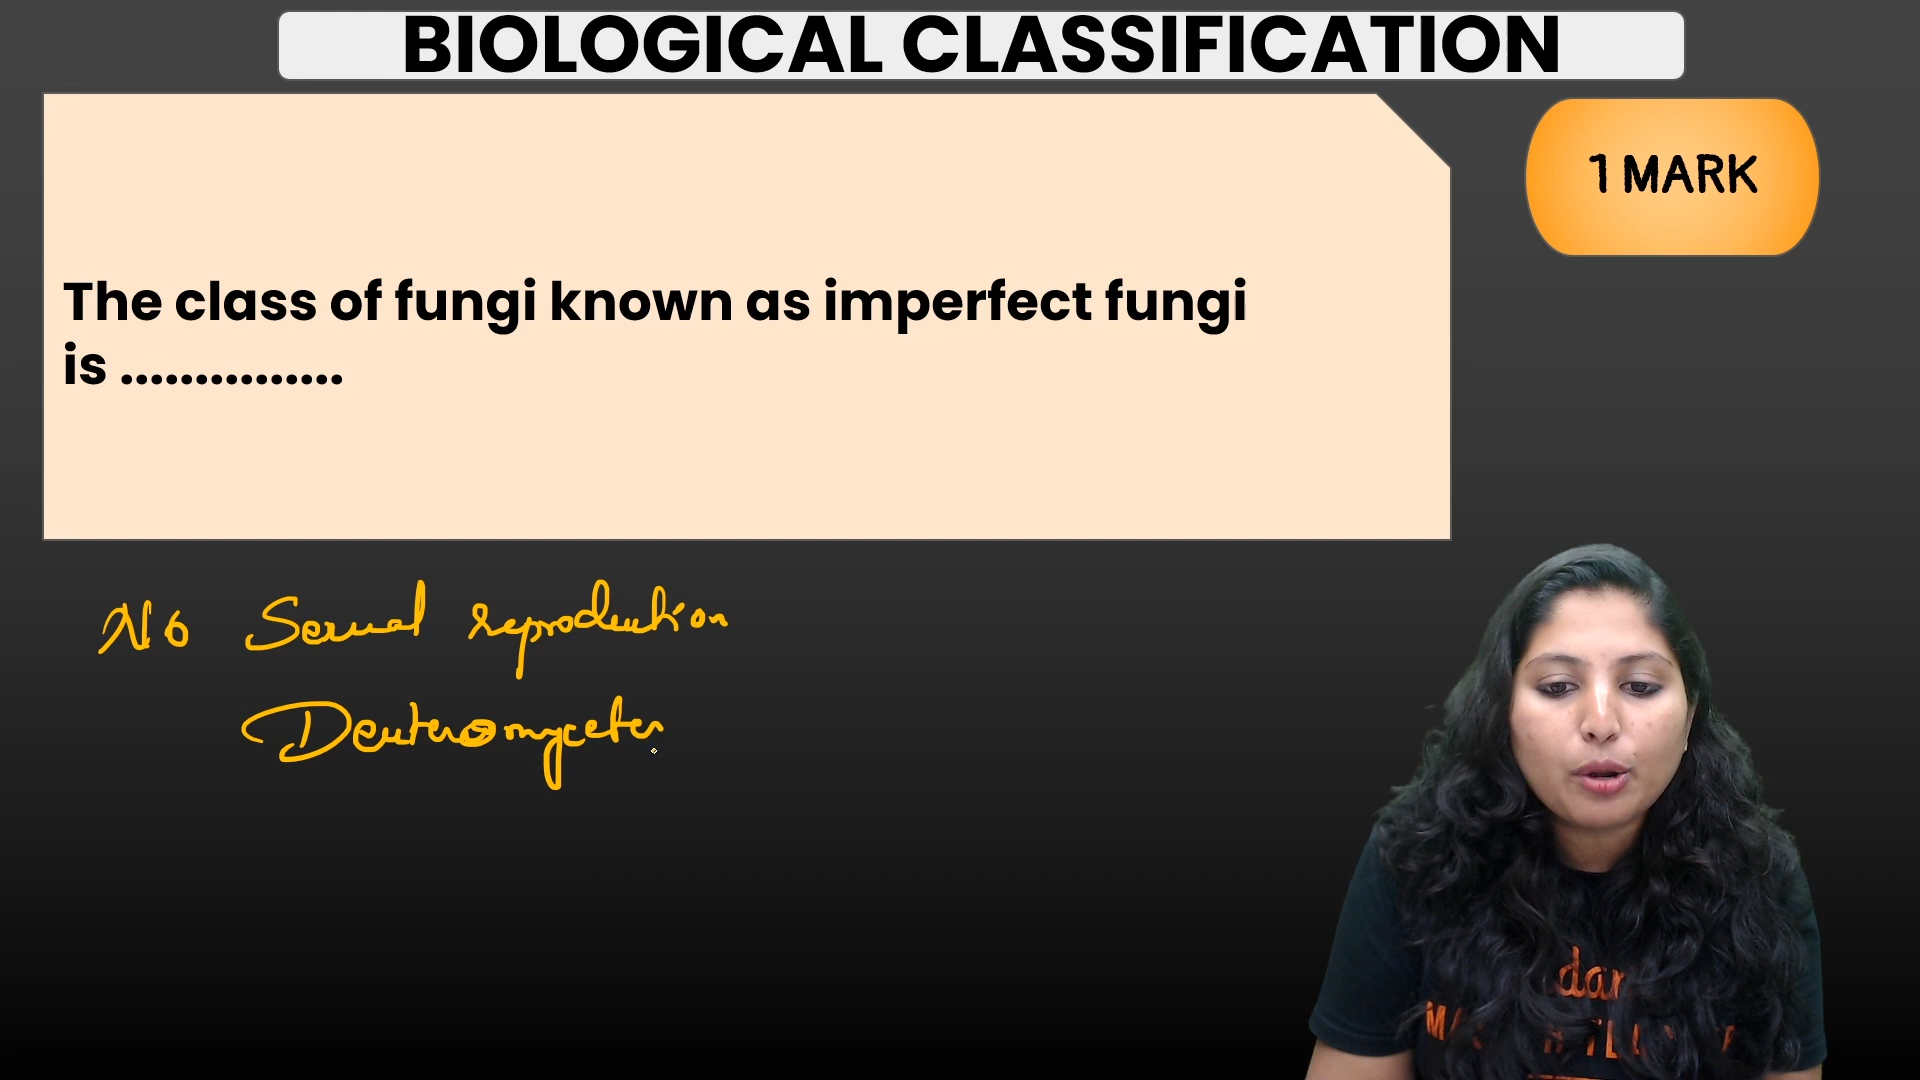 BIOLOGICAL CLASSIFICATION
1 MARK
The class of fungi known as imperfect fungi
is ...............
No Sexual reproduction
Deuteromycetes